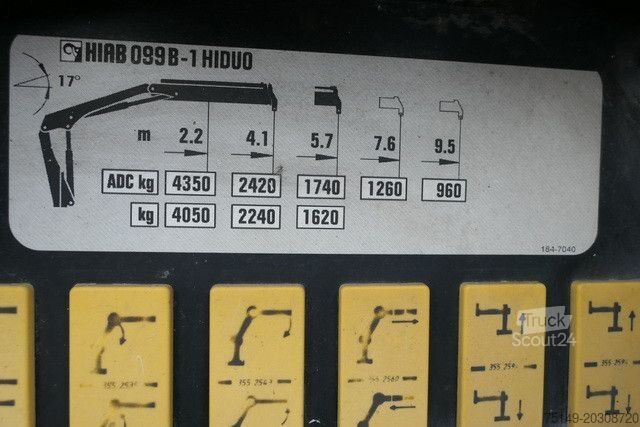 HIAB 099 B-1 HIDUO
17°
m 2.2 4.1 5.7 7.6 9.5
ADC kg 4350 2420 1740 1260 960
kg 4050 2240 1620
184-7040
Truck
Scout24
75149-20308720